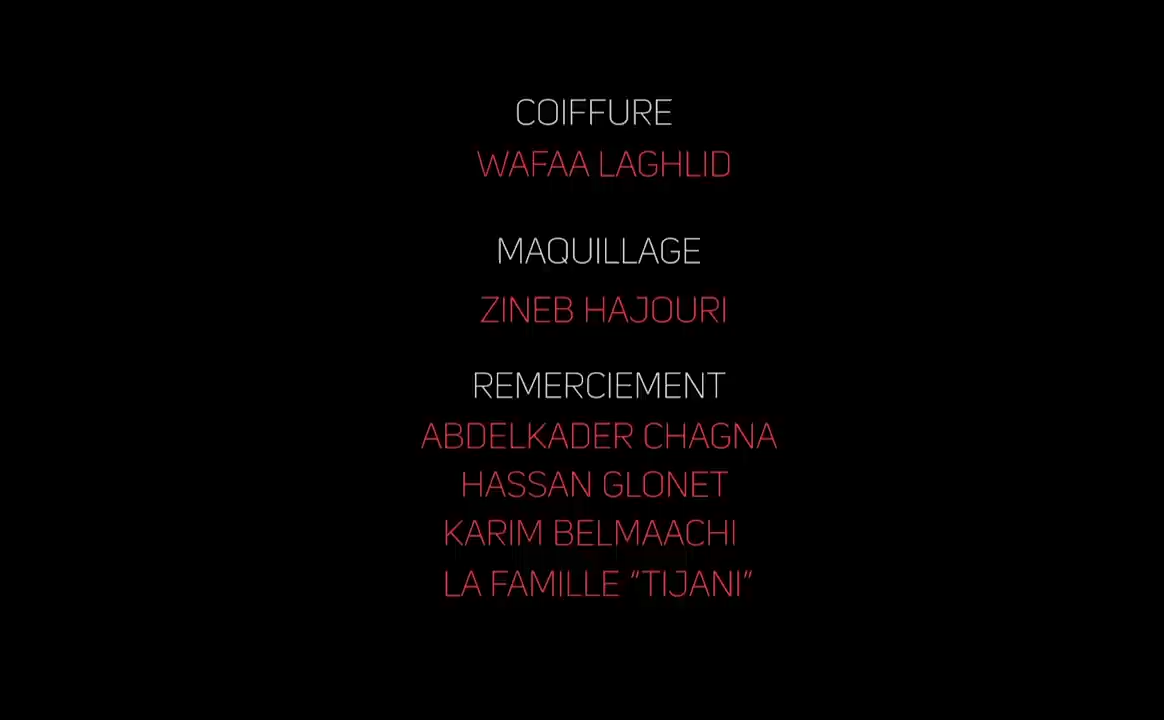 COIFFURE
WAFAA LAGHLID
MAQUILLAGE
ZINEB HAJOURI
REMERCIEMENT
ABDELKADER CHAGNA
HASSAN GLONET
KARIM BELMAACHI
LA FAMILLE “TIJANI”